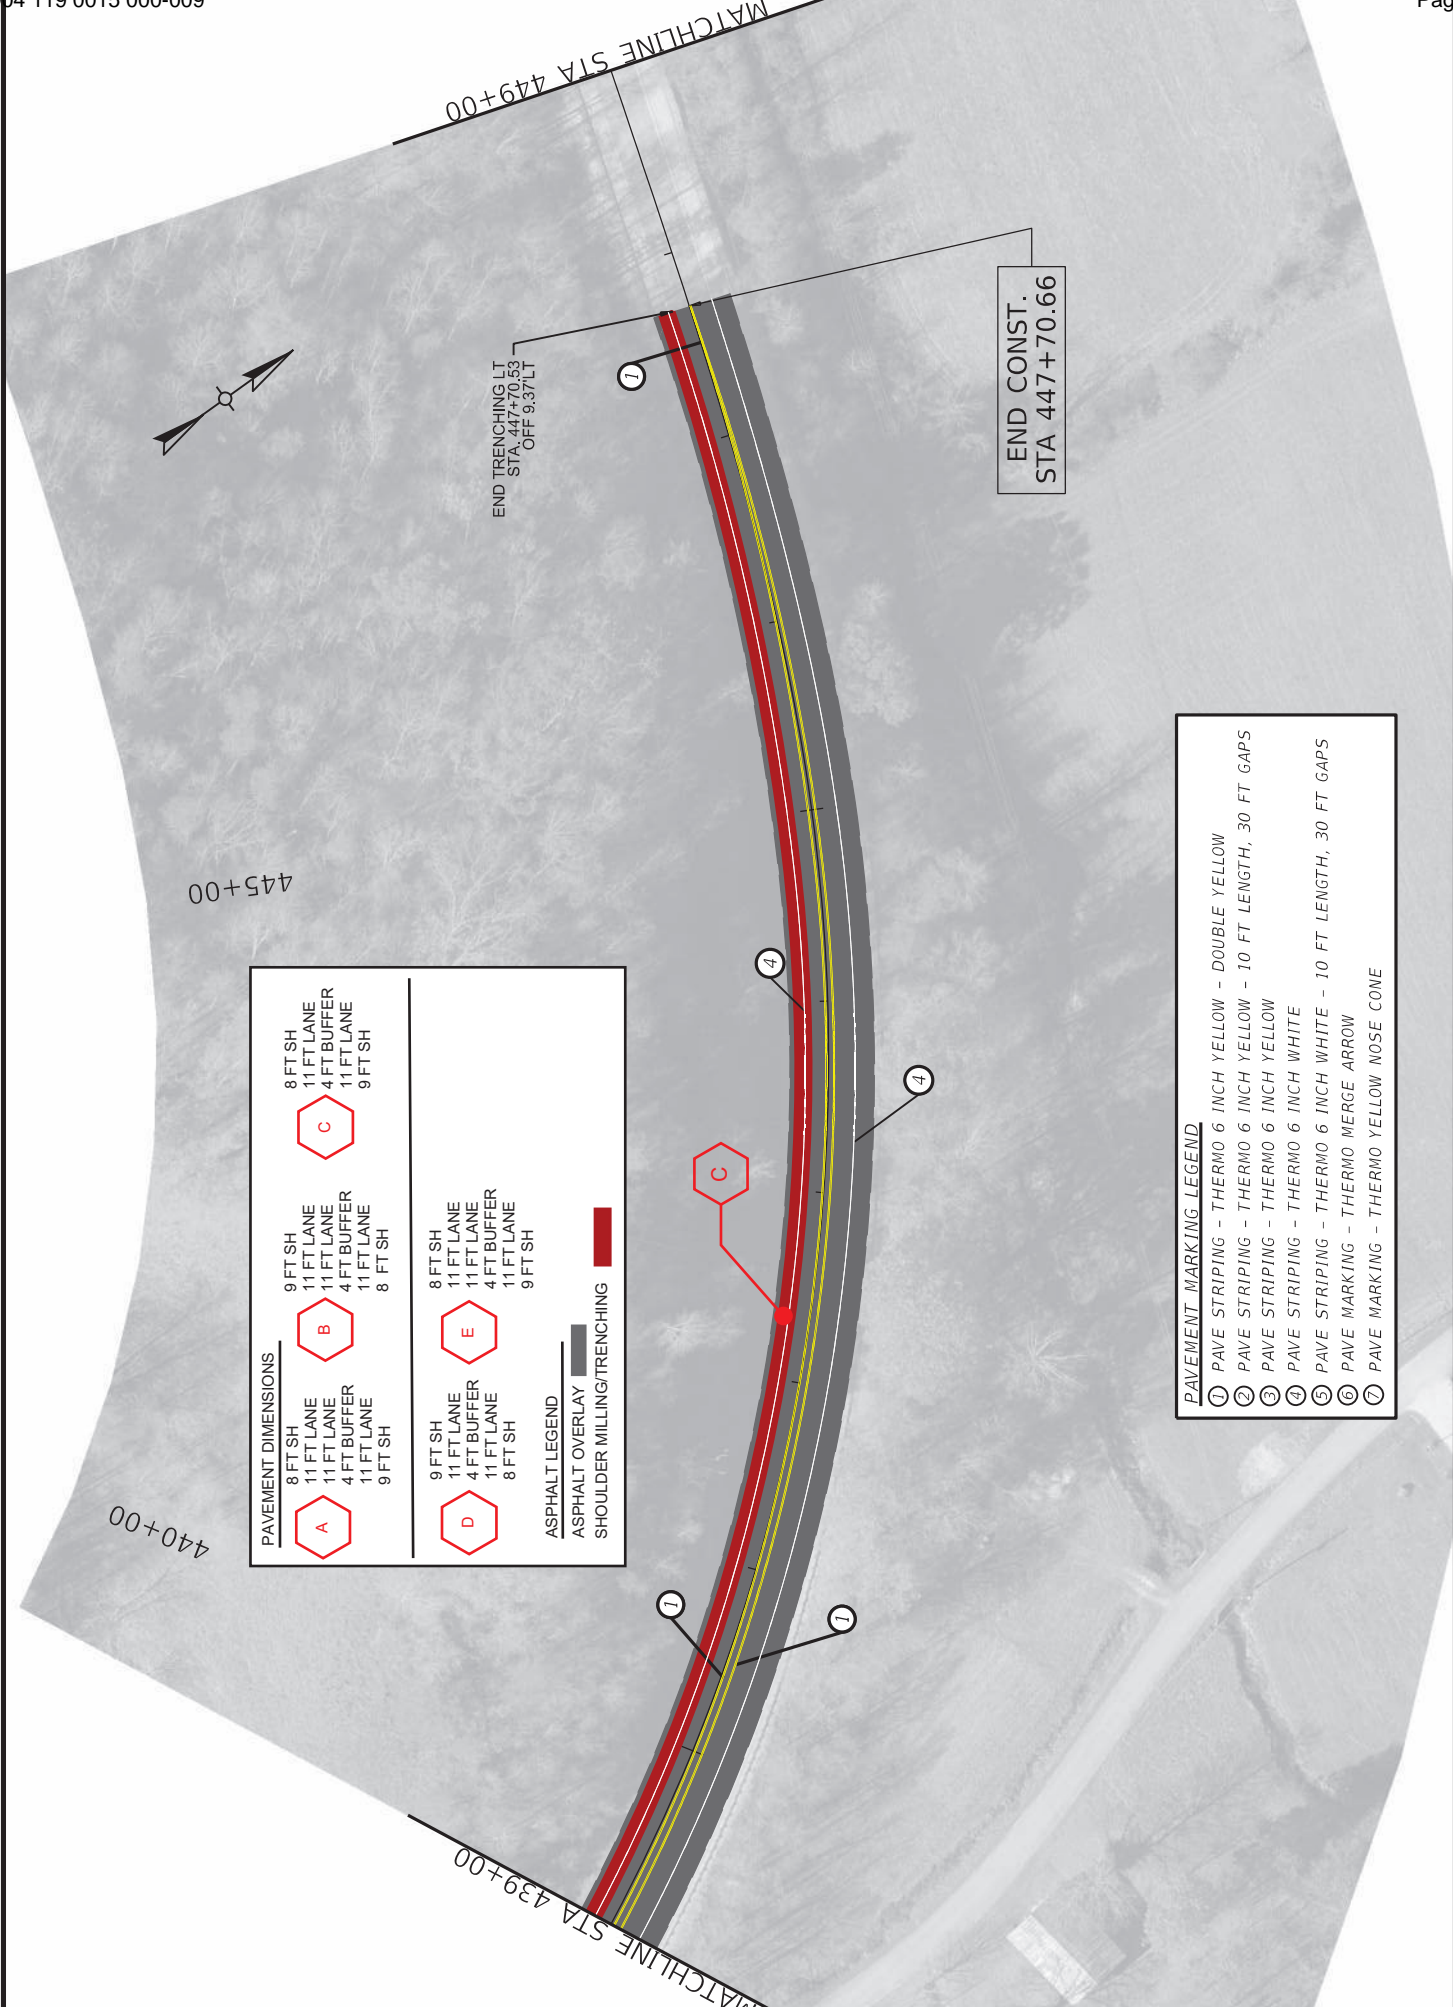 04 119 0015 000-009
Pag
MATCHLINE STA 449+00
END TRENCHING LT
STA. 447+70.53
OFF 9.37'LT
1
END CONST.
STA 447+70.66
445+00
4
4
C
440+00
1
1
MATCHLINE STA 439+00
PAVEMENT DIMENSIONS
A
8 FT SH
11 FT LANE
11 FT LANE
4 FT BUFFER
11 FT LANE
9 FT SH
B
9 FT SH
11 FT LANE
11 FT LANE
4 FT BUFFER
11 FT LANE
8 FT SH
C
8 FT SH
11 FT LANE
4 FT BUFFER
11 FT LANE
9 FT SH
D
9 FT SH
11 FT LANE
4 FT BUFFER
11 FT LANE
8 FT SH
E
8 FT SH
11 FT LANE
11 FT LANE
4 FT BUFFER
11 FT LANE
9 FT SH
ASPHALT LEGEND
ASPHALT OVERLAY
SHOULDER MILLING/TRENCHING
PAVEMENT MARKING LEGEND
1 PAVE STRIPING - THERMO 6 INCH YELLOW - DOUBLE YELLOW
2 PAVE STRIPING - THERMO 6 INCH YELLOW - 10 FT LENGTH, 30 FT GAPS
3 PAVE STRIPING - THERMO 6 INCH YELLOW
4 PAVE STRIPING - THERMO 6 INCH WHITE
5 PAVE STRIPING - THERMO 6 INCH WHITE - 10 FT LENGTH, 30 FT GAPS
6 PAVE MARKING - THERMO MERGE ARROW
7 PAVE MARKING - THERMO YELLOW NOSE CONE